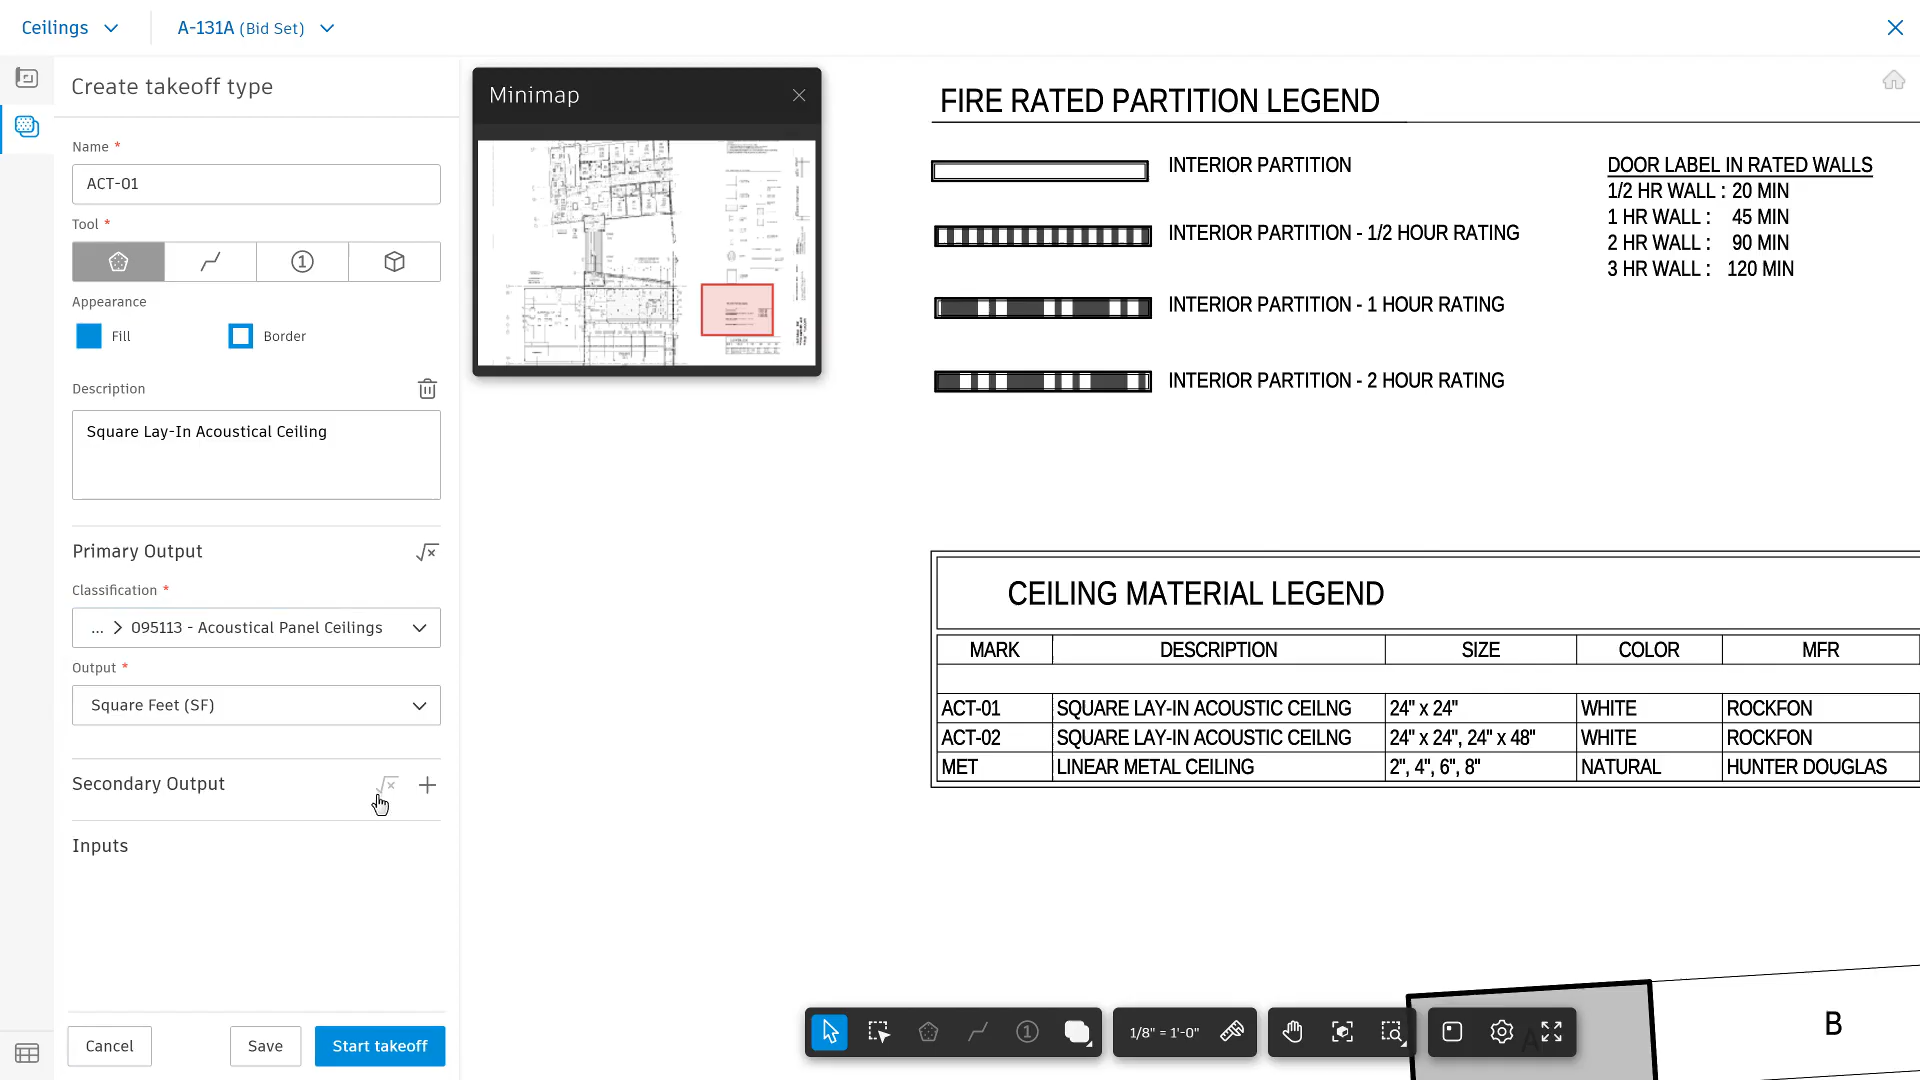 Ceilings
A-131A (Bid Set)
Create takeoff type
Name *
ACT-01
Tool *
1
Appearance
Fill
Border
Description
Square Lay-In Acoustical Ceiling
Primary Output
Classification *
... > 095113 - Acoustical Panel Ceilings
Output *
Square Feet (SF)
Secondary Output
Inputs
Cancel
Save
Start takeoff
Minimap
FIRE RATED PARTITION LEGEND
INTERIOR PARTITION
INTERIOR PARTITION - 1/2 HOUR RATING
INTERIOR PARTITION - 1 HOUR RATING
INTERIOR PARTITION - 2 HOUR RATING
DOOR LABEL IN RATED WALLS
1/2 HR WALL : 20 MIN
1 HR WALL : 45 MIN
2 HR WALL : 90 MIN
3 HR WALL : 120 MIN
CEILING MATERIAL LEGEND
MARK DESCRIPTION SIZE COLOR MFR
ACT-01 SQUARE LAY-IN ACOUSTIC CEILNG 24" x 24" WHITE ROCKFON
ACT-02 SQUARE LAY-IN ACOUSTIC CEILNG 24" x 24", 24" x 48" WHITE ROCKFON
MET LINEAR METAL CEILING 2", 4", 6", 8" NATURAL HUNTER DOUGLAS
1
1/8" = 1'-0"
A
B